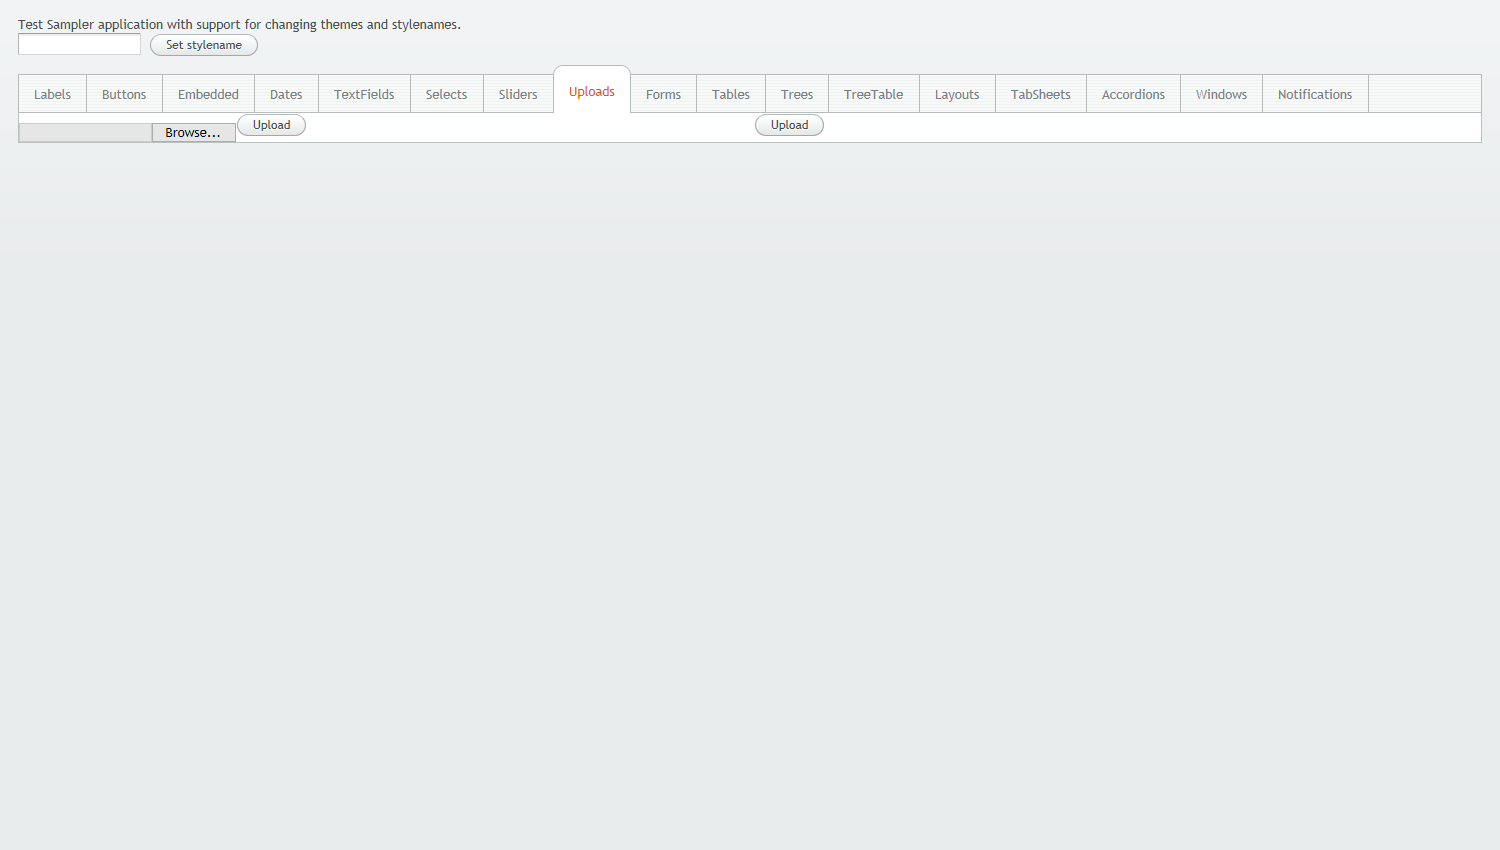 Test Sampler application with support for changing themes and stylenames.
Set stylename
Labels Buttons Embedded Dates TextFields Selects Sliders Uploads Forms Tables Trees TreeTable Layouts TabSheets Accordions Windows Notifications
Browse... Upload Upload